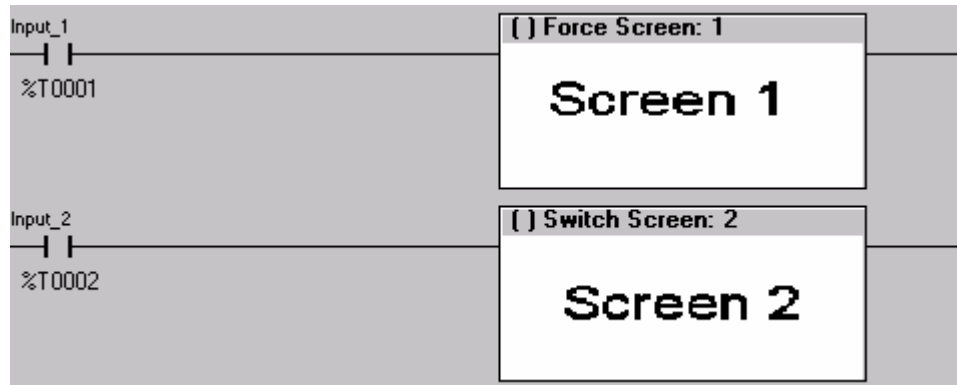 Input_1
( ) Force Screen: 1
%T0001
Screen 1
Input_2
( ) Switch Screen: 2
%T0002
Screen 2